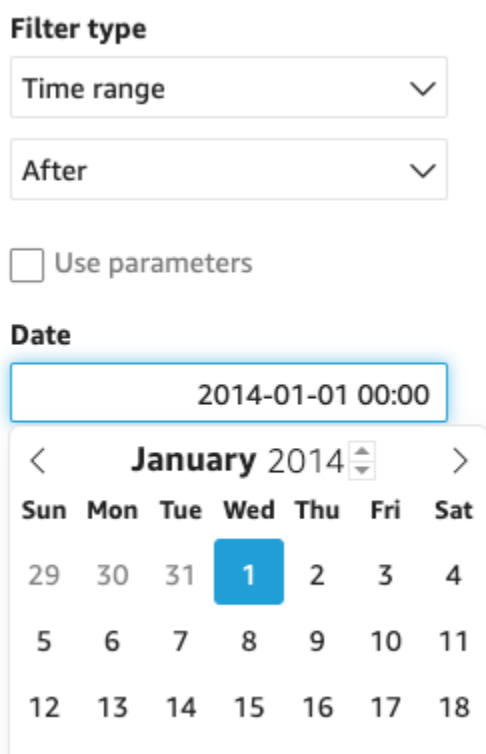 Filter type
Time range
After
Use parameters
Date
2014-01-01 00:00
January 2014
Sun Mon Tue Wed Thu Fri Sat
29 30 31 1 2 3 4
5 6 7 8 9 10 11
12 13 14 15 16 17 18